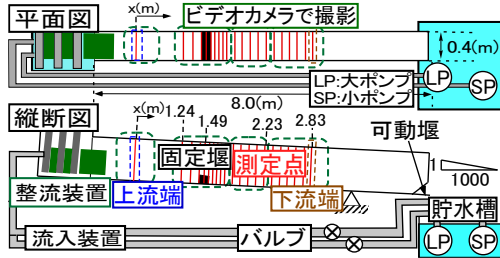 平面図
x(m)
ビデオカメラで撮影
0.4(m)
LP:大ポンプ
SP:小ポンプ
LP
SP
縦断図
x(m)
8.0(m)
1.24
1.49
2.23
2.83
可動堰
固定堰
測定点
1
1000
整流装置
上流端
下流端
貯水槽
流入装置
バルブ
LP
SP